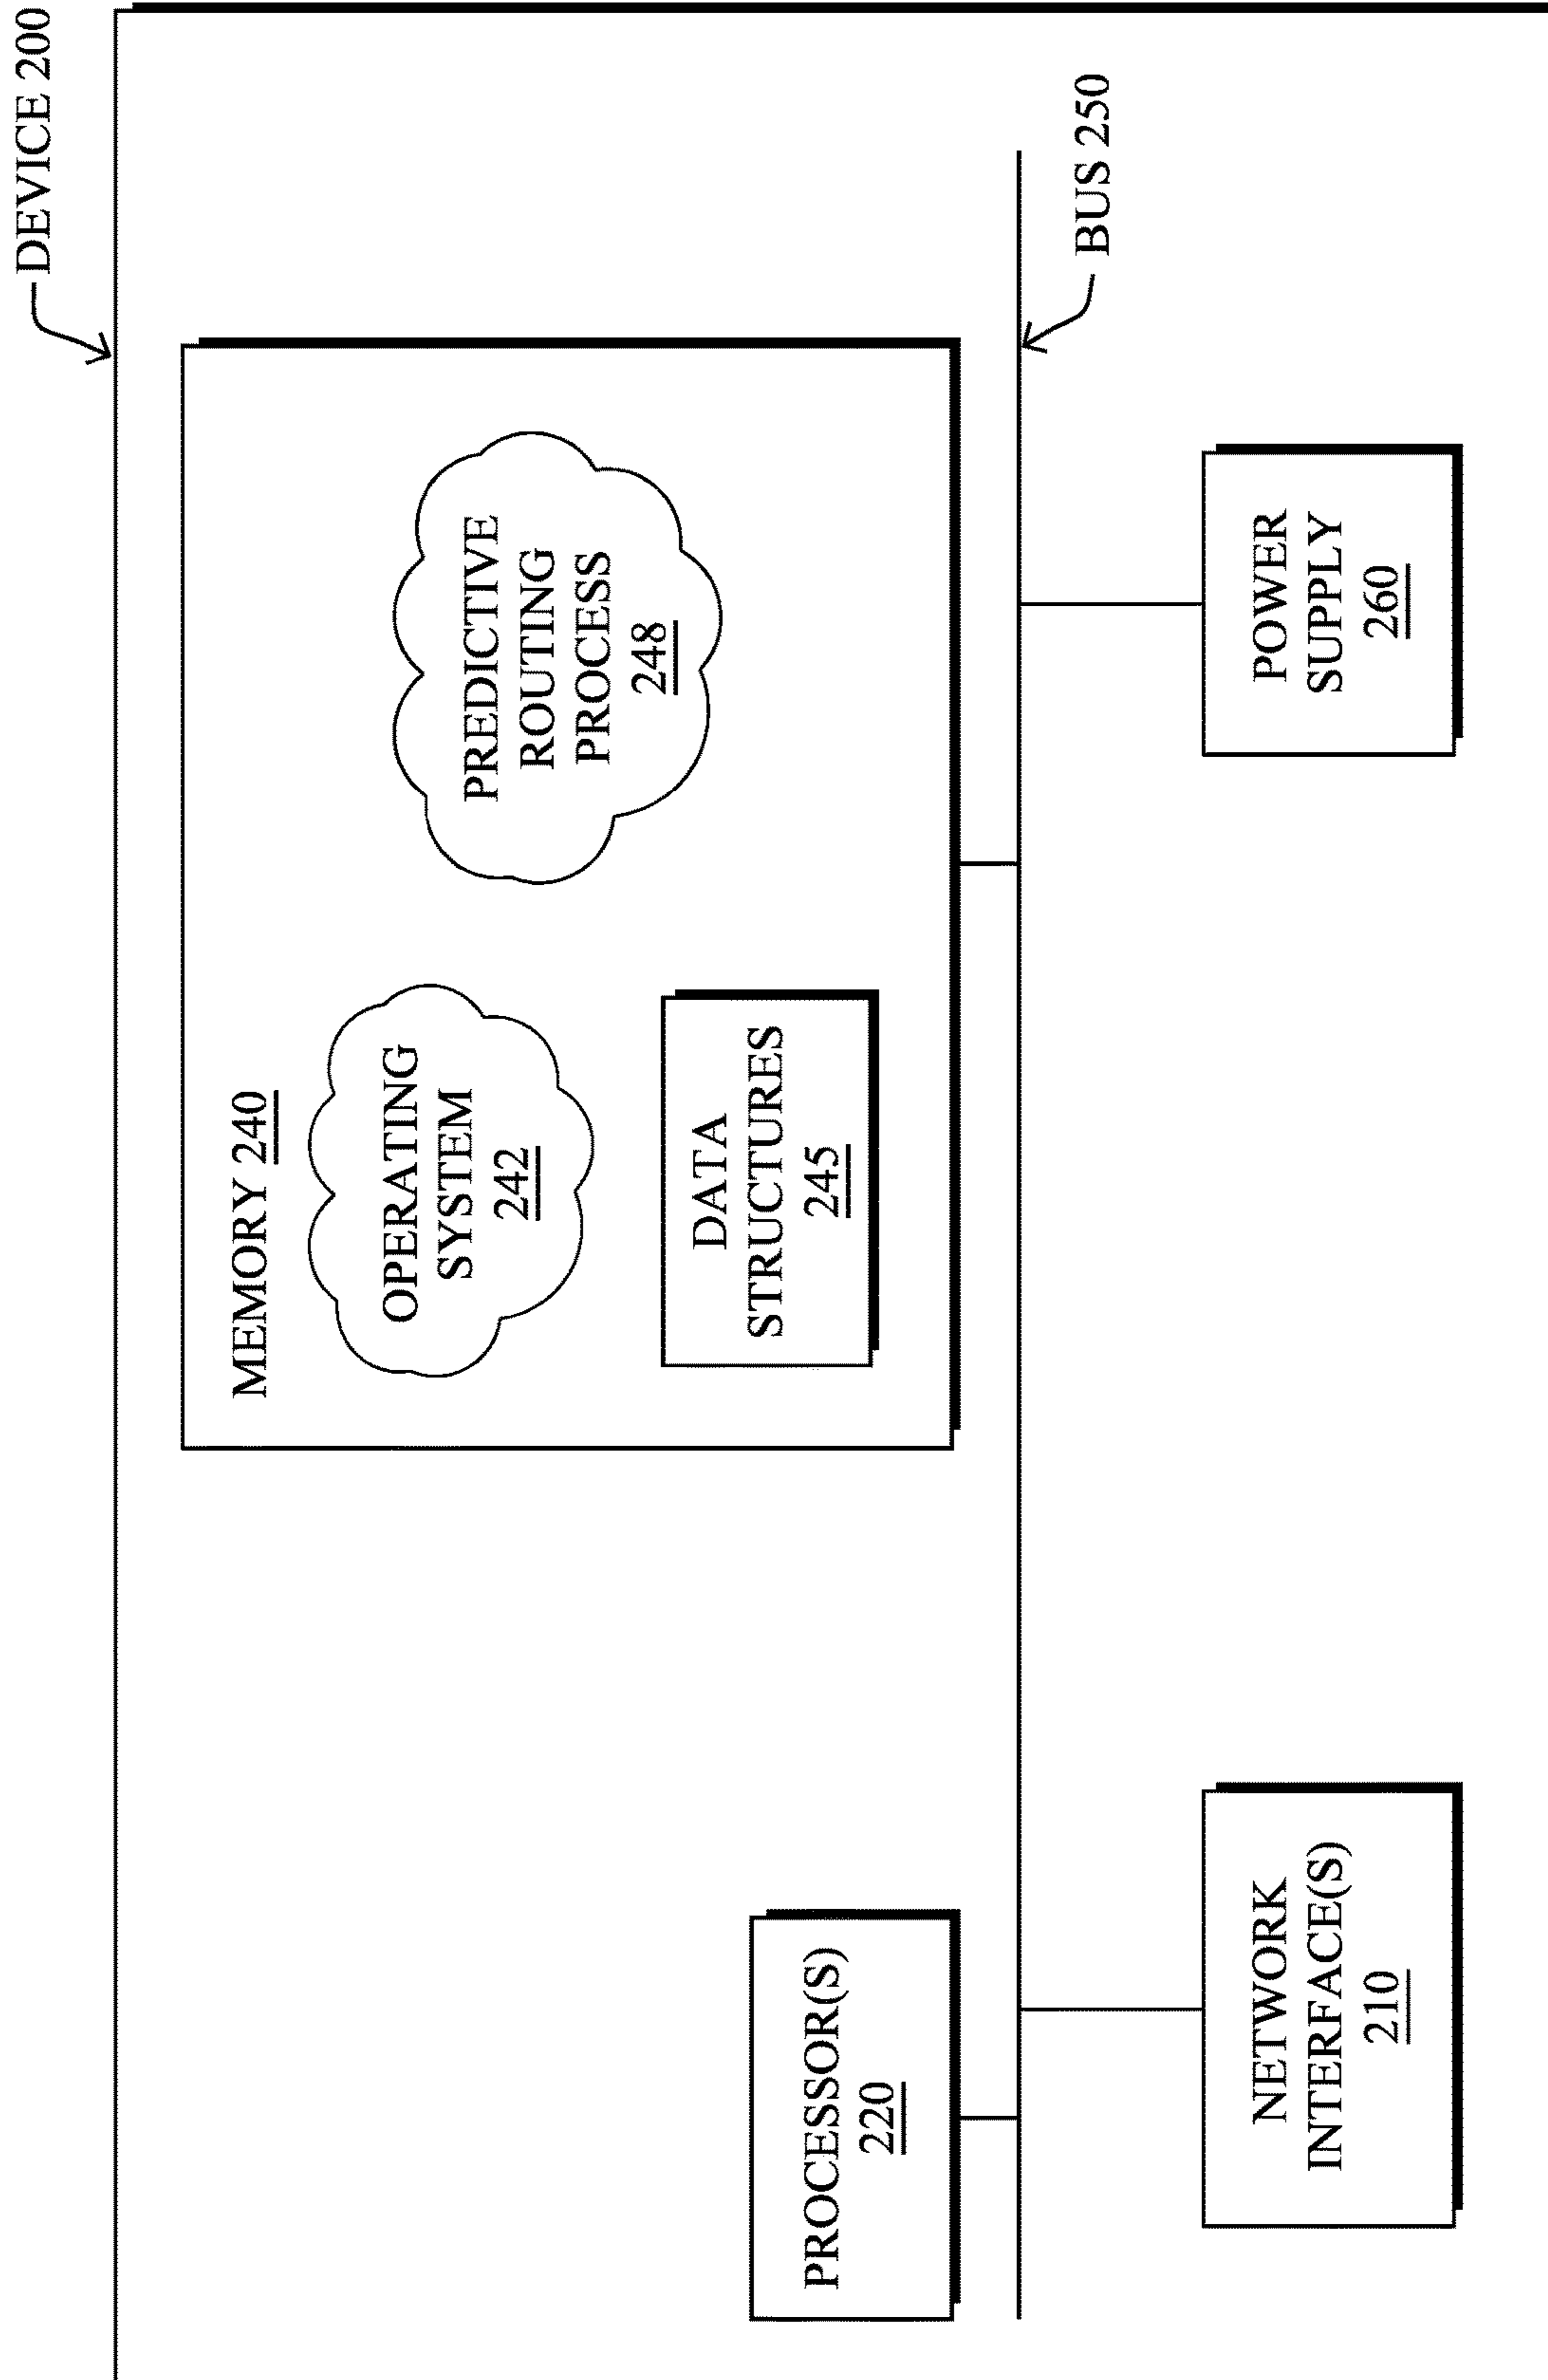 DEVICE 200
MEMORY 240
OPERATING
SYSTEM
242
DATA
STRUCTURES
245
PREDICTIVE
ROUTING
PROCESS
248
PROCESSOR(S)
220
BUS 250
NETWORK
INTERFACE(S)
210
POWER
SUPPLY
260